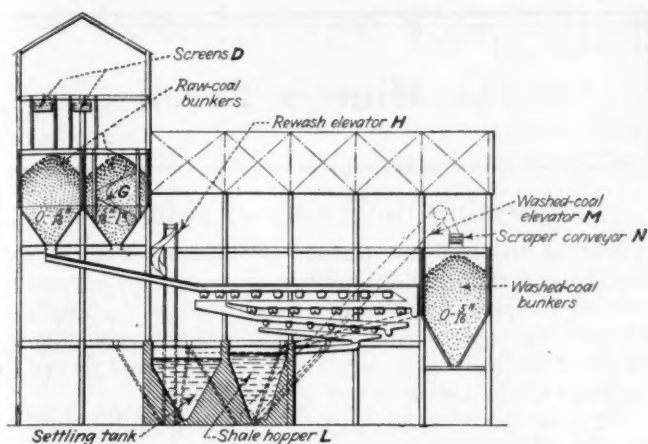 Screens D
Raw-coal
bunkers
Rewash elevator H
G
Washed-coal
elevator M
Scraper conveyor N
Washed-coal
bunkers
Settling tank
Shale hopper L